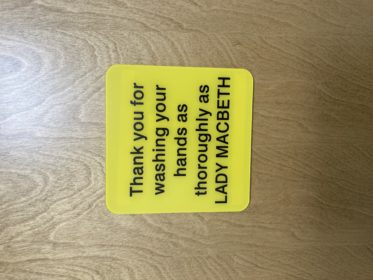 Thank you for
washing your
hands as
thoroughly as
LADY MACBETH